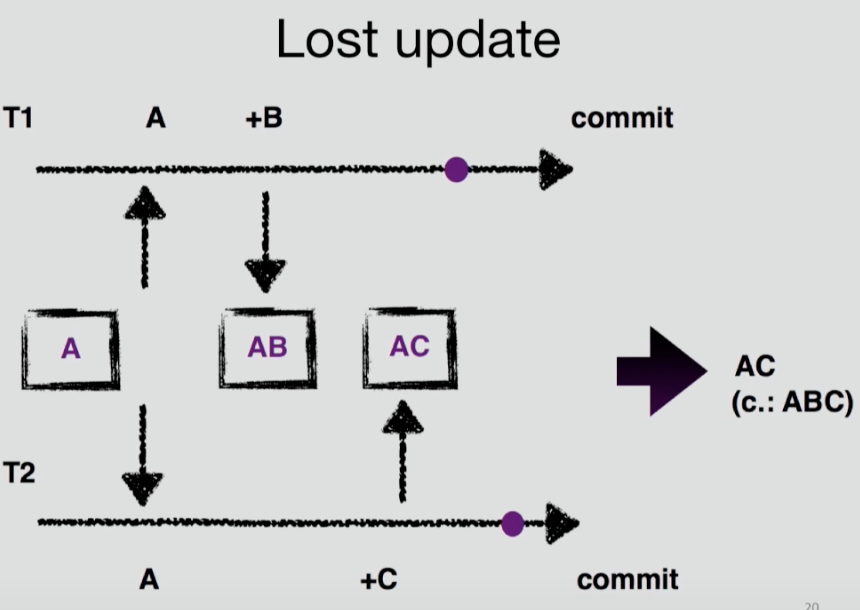 Lost update
T1 A +B commit
A AB AC
AC
(c.: ABC)
T2
A +C commit
20